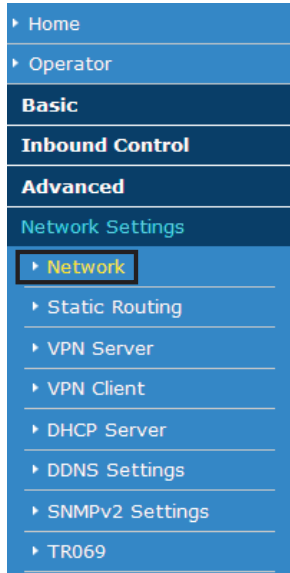 Home
Operator
Basic
Inbound Control
Advanced
Network Settings
Network
Static Routing
VPN Server
VPN Client
DHCP Server
DDNS Settings
SNMPv2 Settings
TR069